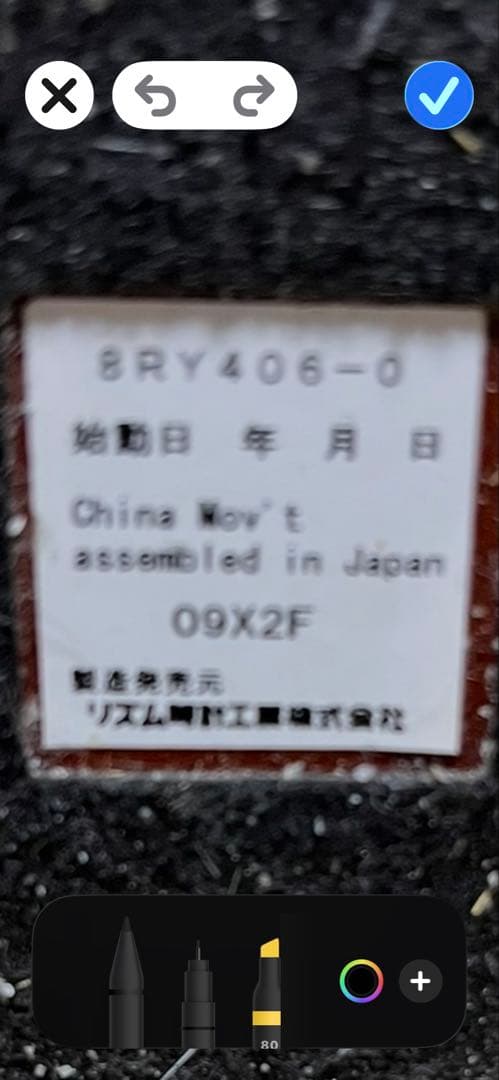 8RY406-0
始動日 年 月 日
China Mov't
assembled in Japan
09X2F
製造発売元
リズム時計工業株式会社
80